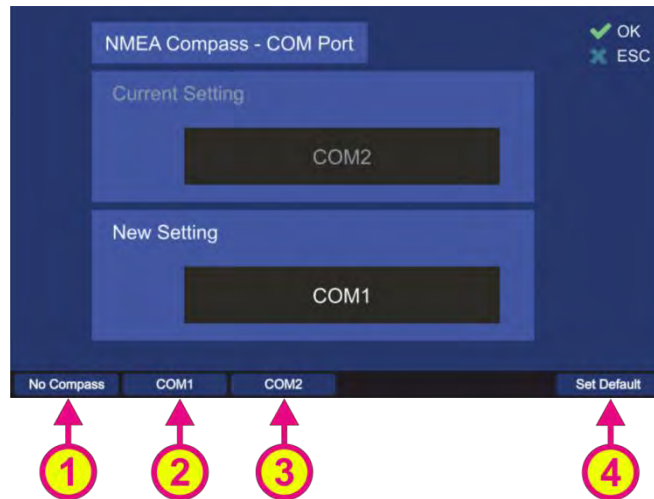 NMEA Compass - COM Port
OK
ESC
Current Setting
COM2
New Setting
COM1
No Compass COM1 COM2 Set Default
1 2 3 4